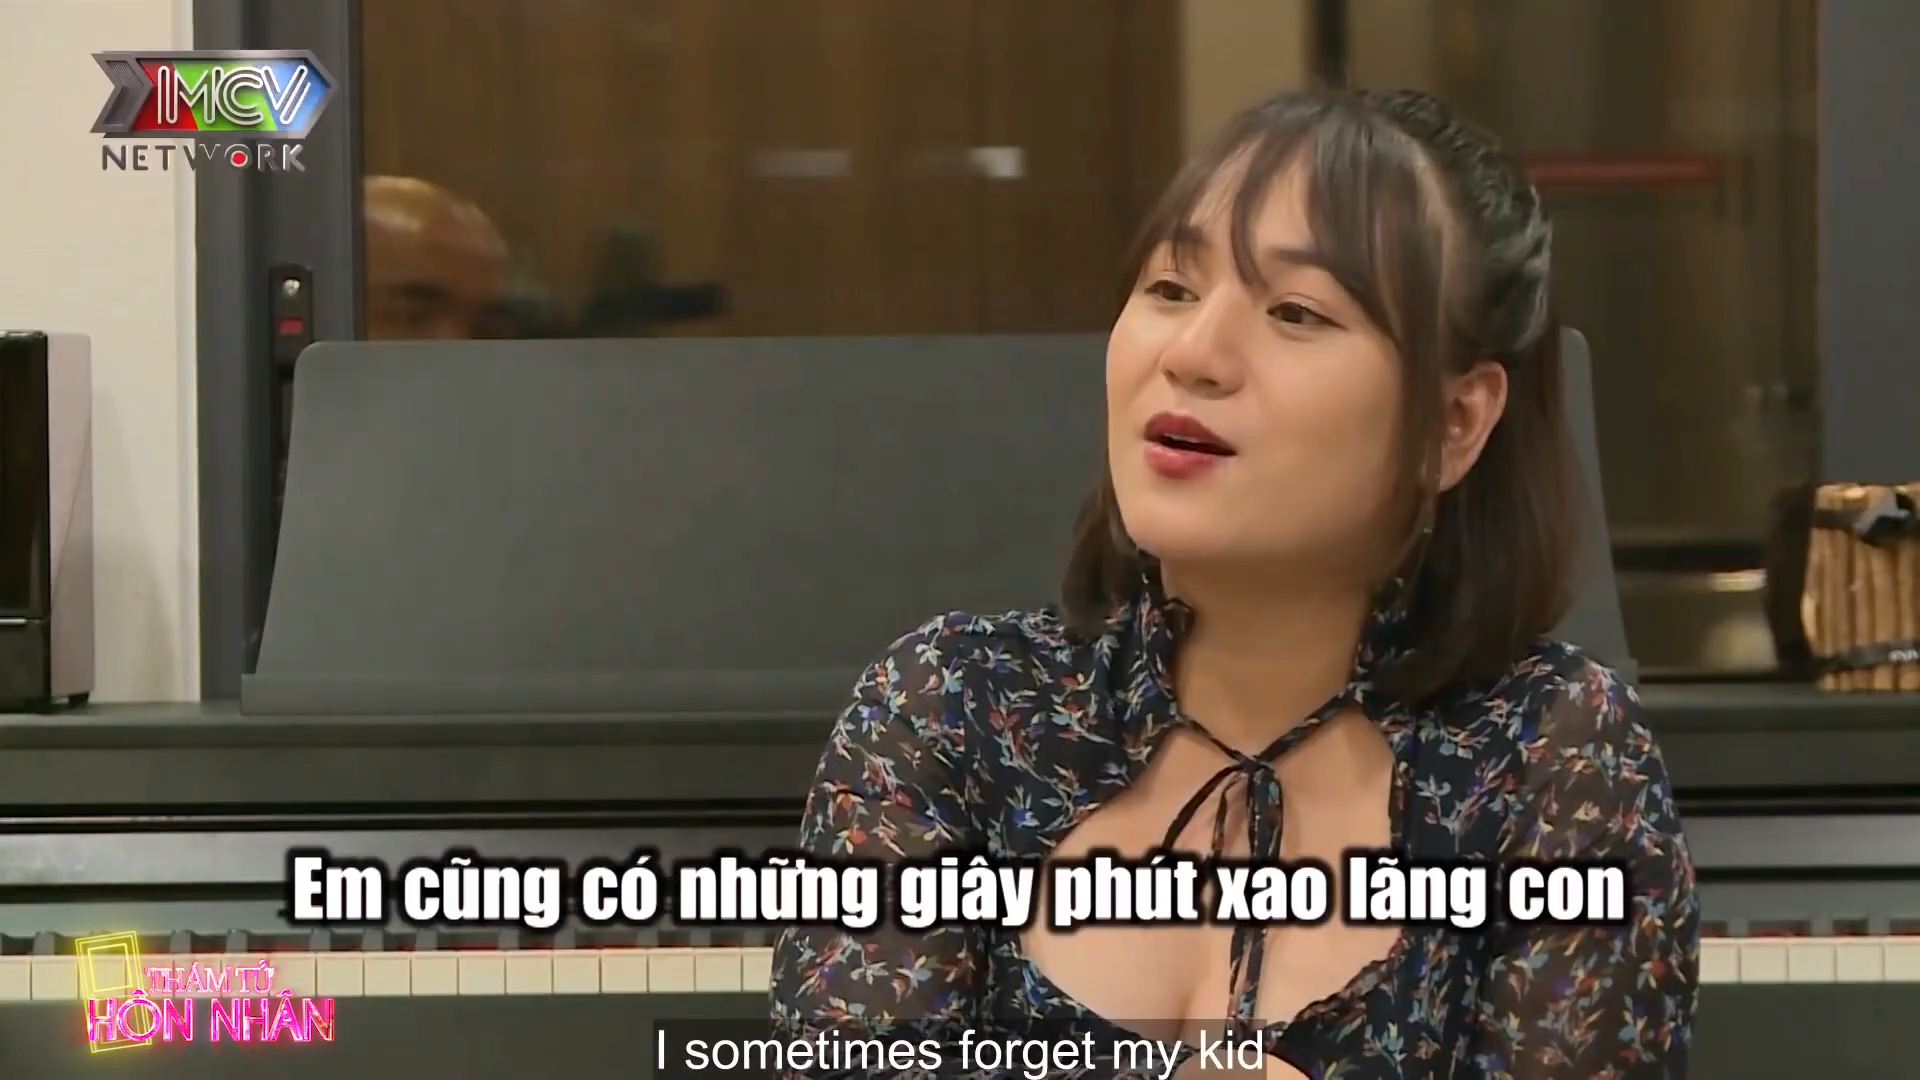 MCV
NETWORK
Em cũng có những giây phút xao lãng con
THÁM TỬ
HÔN NHÂN
I sometimes forget my kid